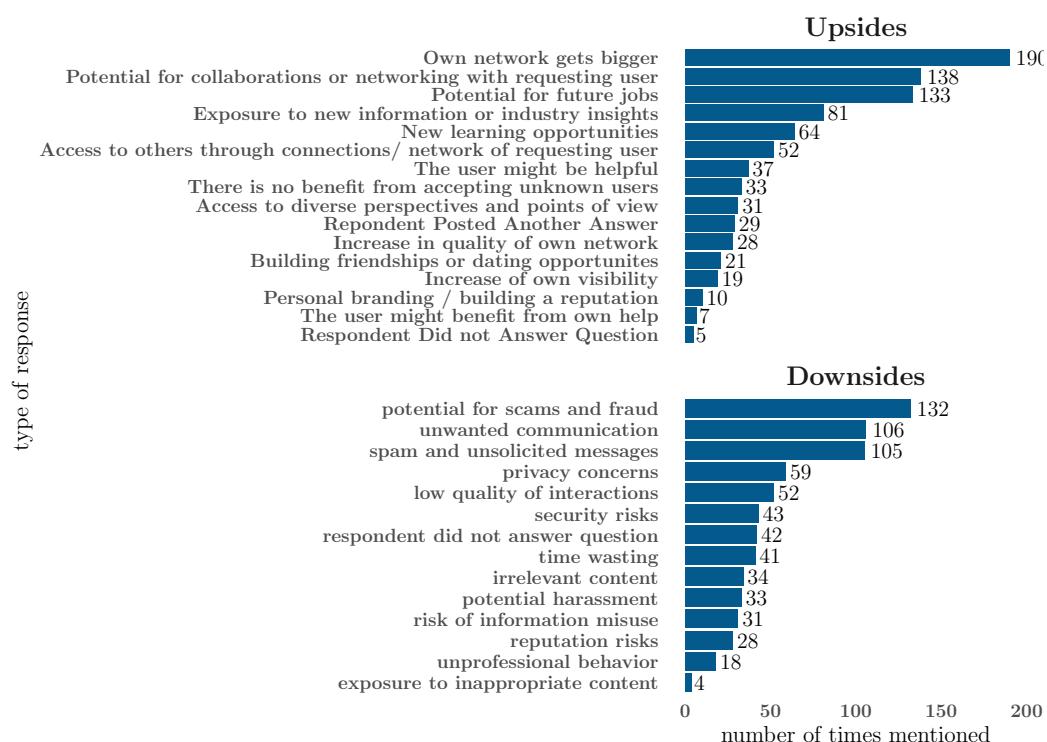 Upsides
Own network gets bigger 190
Potential for collaborations or networking with requesting user 138
Potential for future jobs 133
Exposure to new information or industry insights 81
New learning opportunities 64
Access to others through connections/ network of requesting user 52
The user might be helpful 37
There is no benefit from accepting unknown users 33
Access to diverse perspectives and points of view 31
Repondent Posted Another Answer 29
Increase in quality of own network 28
Building friendships or dating opportunites 21
Increase of own visibility 19
Personal branding / building a reputation 10
The user might benefit from own help 7
Respondent Did not Answer Question 5
type of response
Downsides
potential for scams and fraud 132
unwanted communication 106
spam and unsolicited messages 105
privacy concerns 59
low quality of interactions 52
security risks 43
respondent did not answer question 42
time wasting 41
irrelevant content 34
potential harassment 33
risk of information misuse 31
reputation risks 28
unprofessional behavior 18
exposure to inappropriate content 4
0 50 100 150 200
number of times mentioned